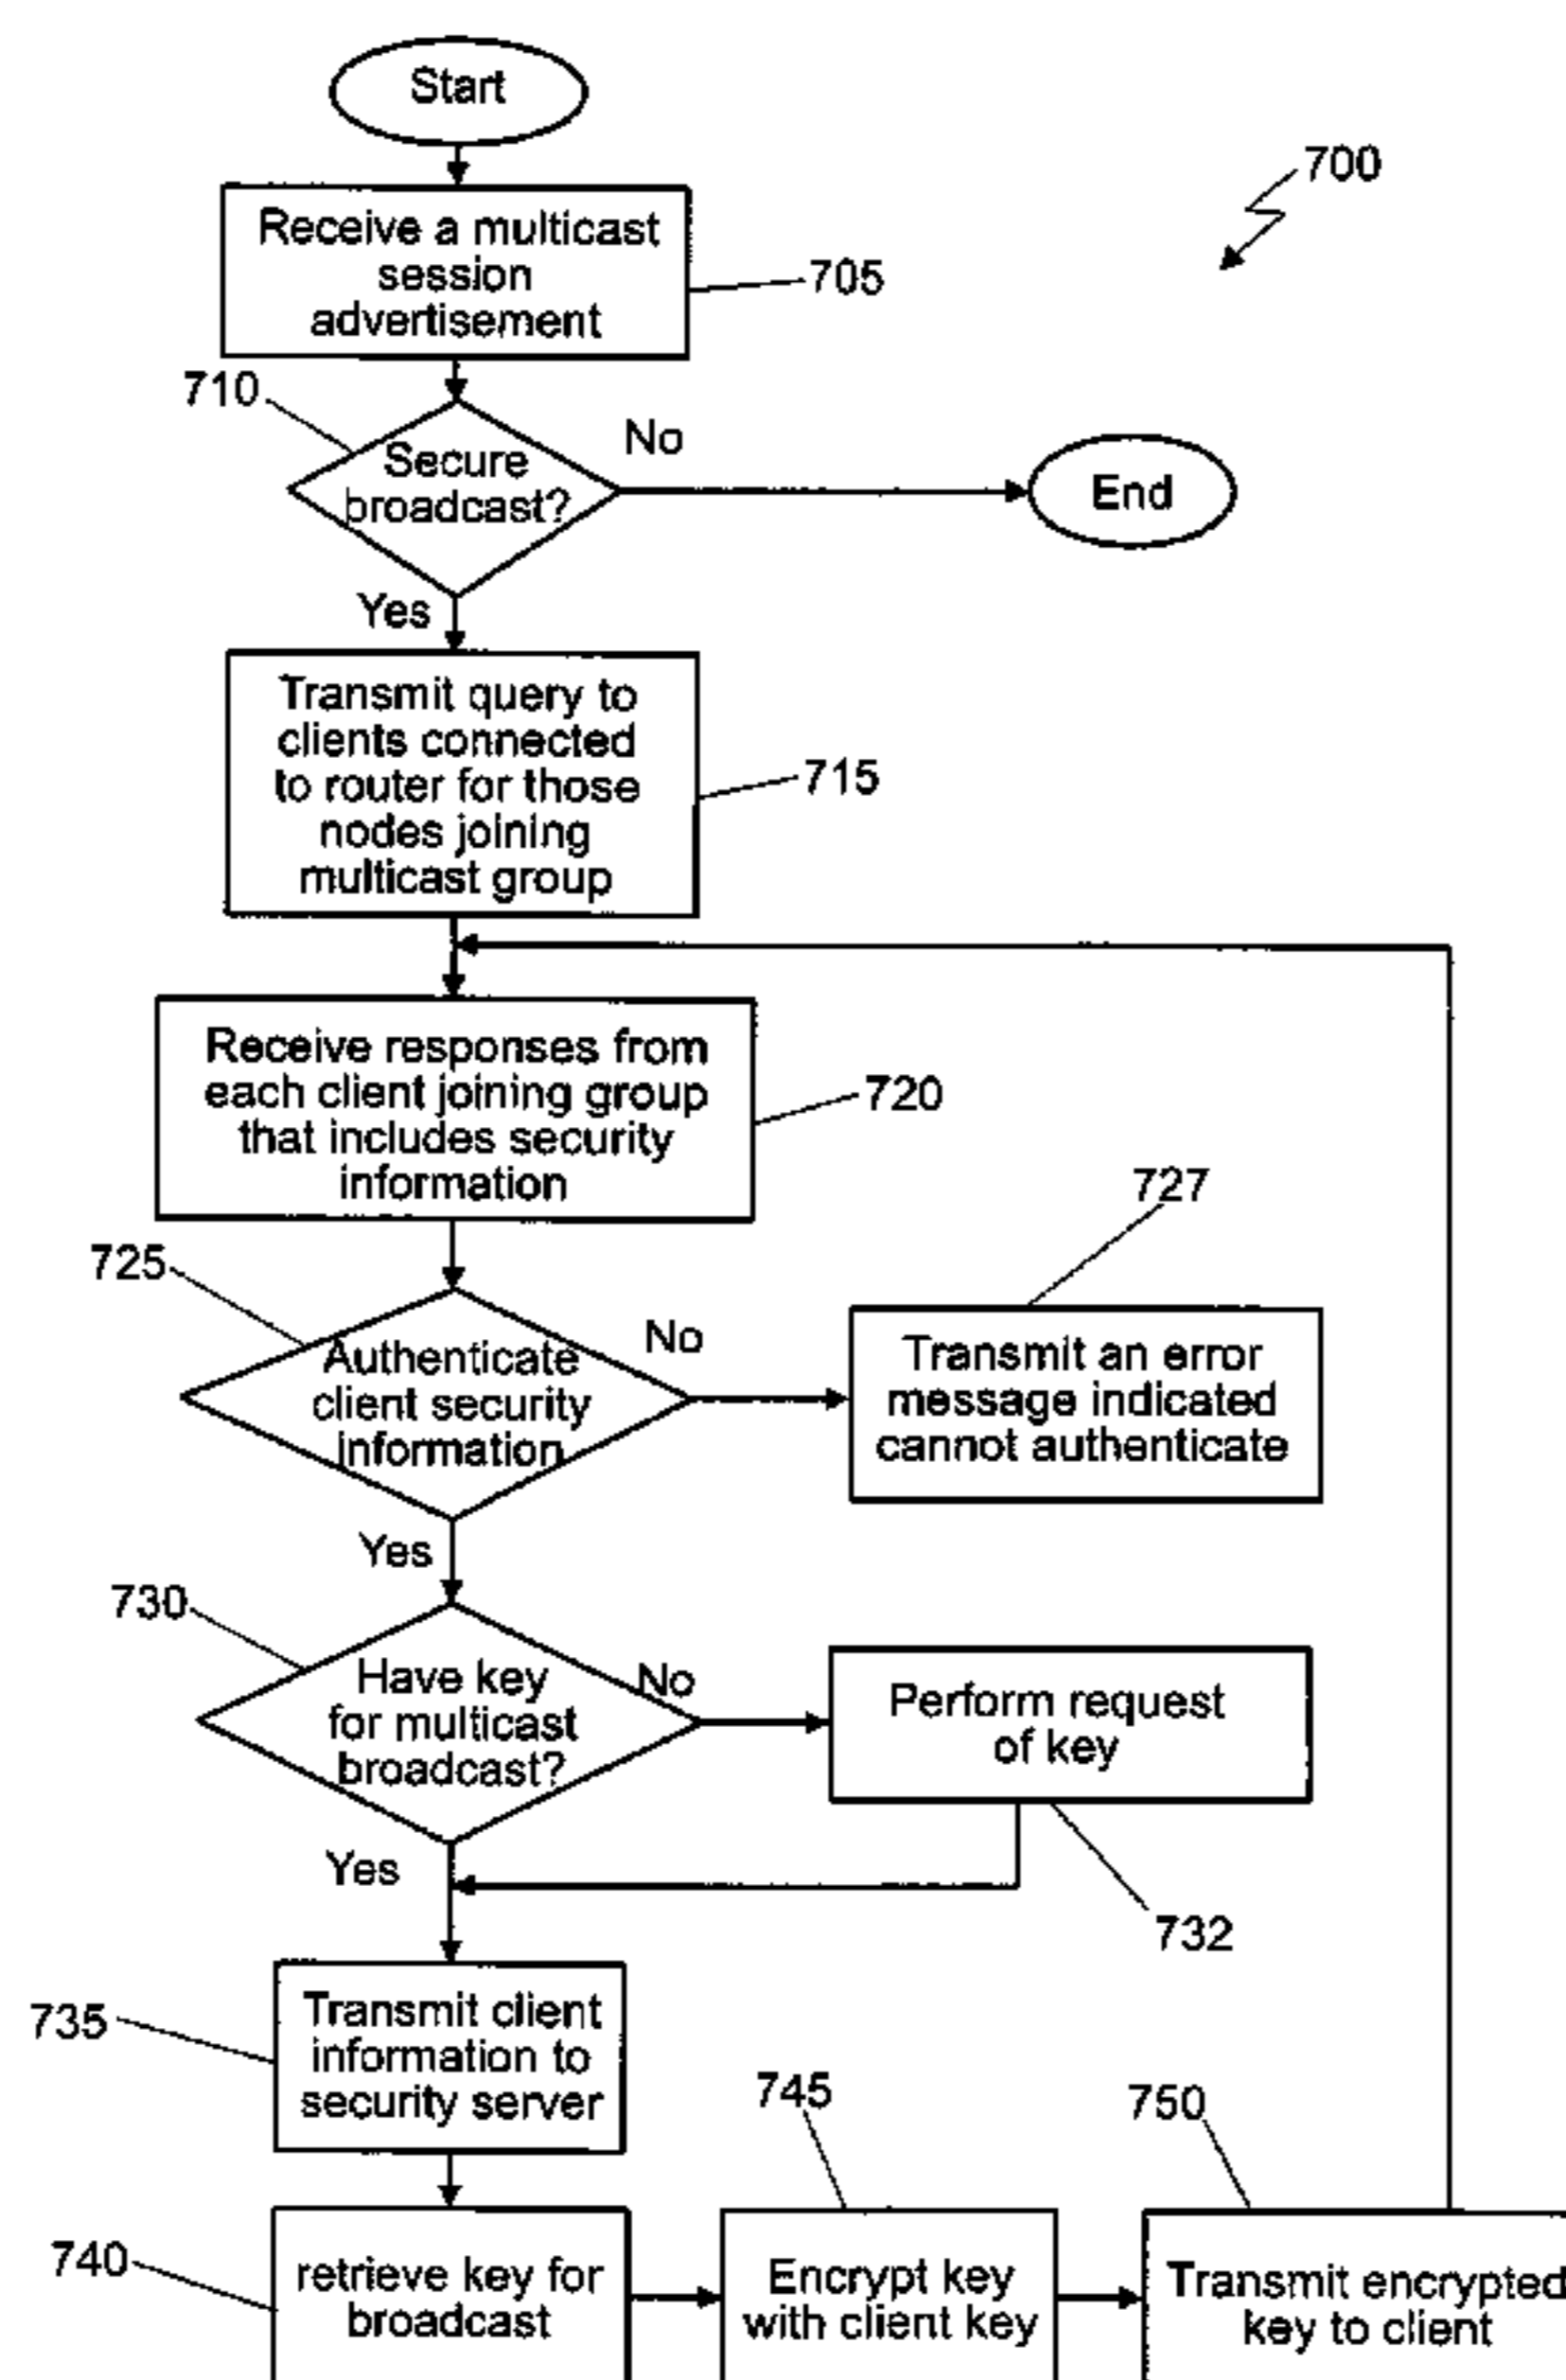 Start
700
Receive a multicast
session
advertisement
705
710
Secure
broadcast?
No
End
Yes
Transmit query to
clients connected
to router for those
nodes joining
multicast group
715
Receive responses from
each client joining group
that includes security
information
720
727
725
Authenticate
client security
information
No
Transmit an error
message indicated
cannot authenticate
Yes
730
Have key
for multicast
broadcast?
No
Perform request
of key
Yes
732
735
Transmit client
information to
security server
745
750
740
retrieve key for
broadcast
Encrypt key
with client key
Transmit encrypted
key to client